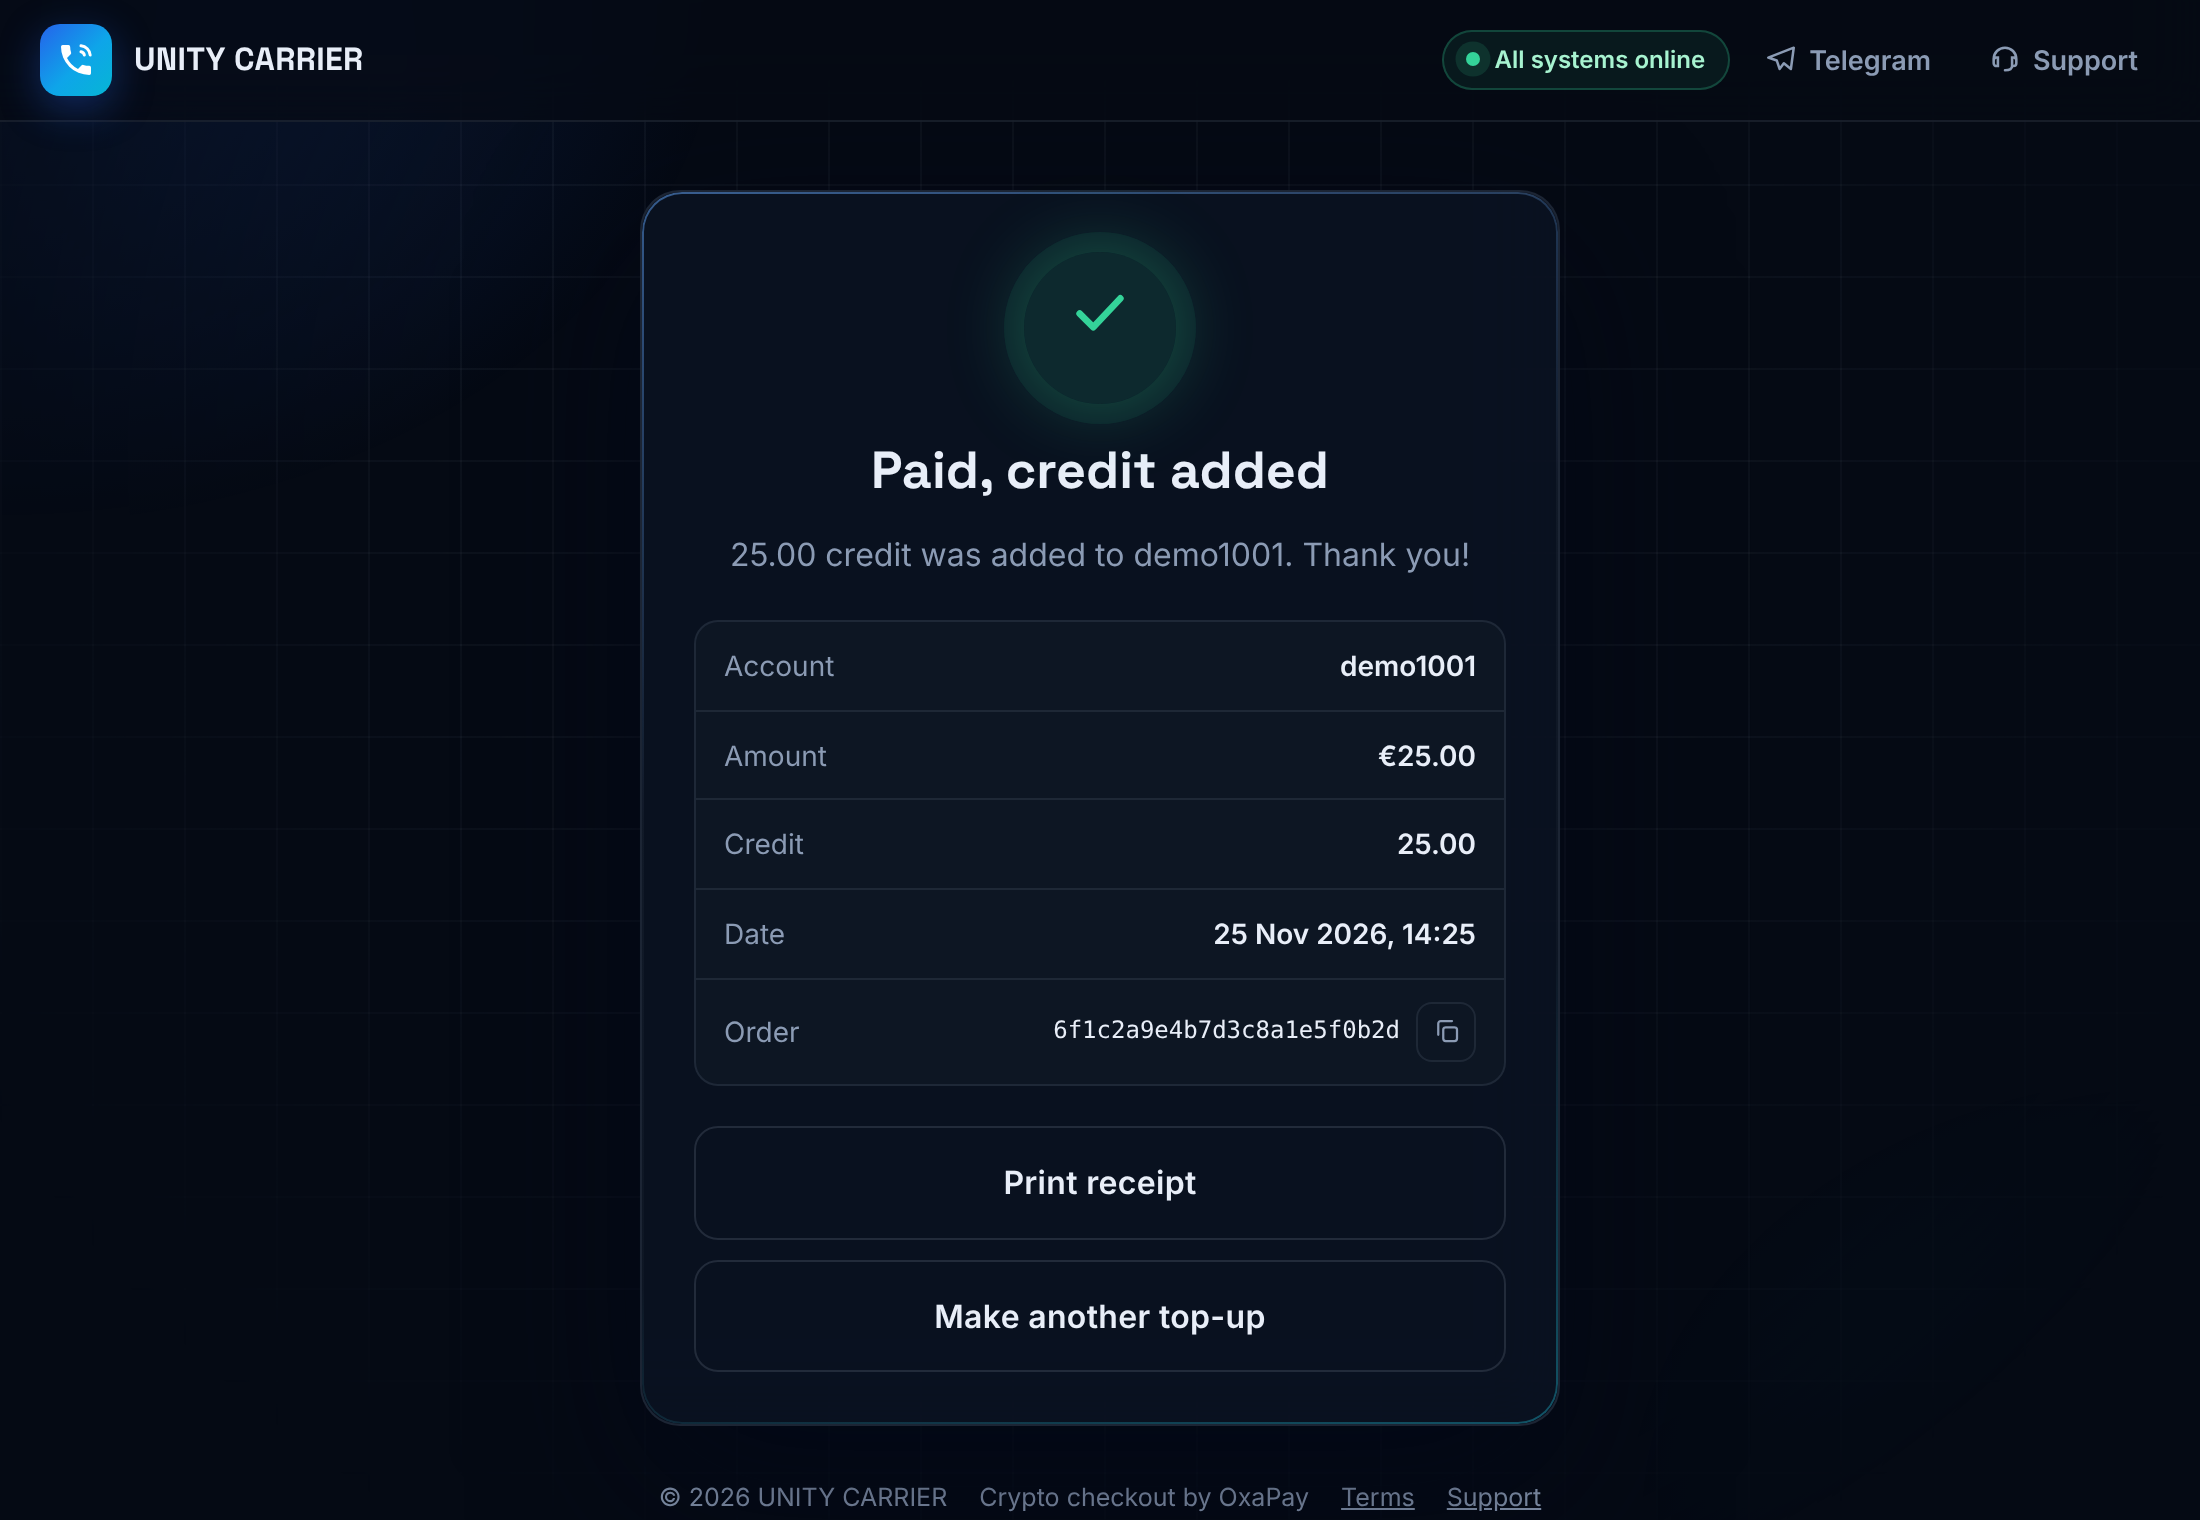 UNITY CARRIER
All systems online
Telegram
Support
Paid, credit added
25.00 credit was added to demo1001. Thank you!
Account demo1001
Amount €25.00
Credit 25.00
Date 25 Nov 2026, 14:25
Order 6f1c2a9e4b7d3c8a1e5f0b2d
Print receipt
Make another top-up
© 2026 UNITY CARRIER Crypto checkout by OxaPay Terms Support